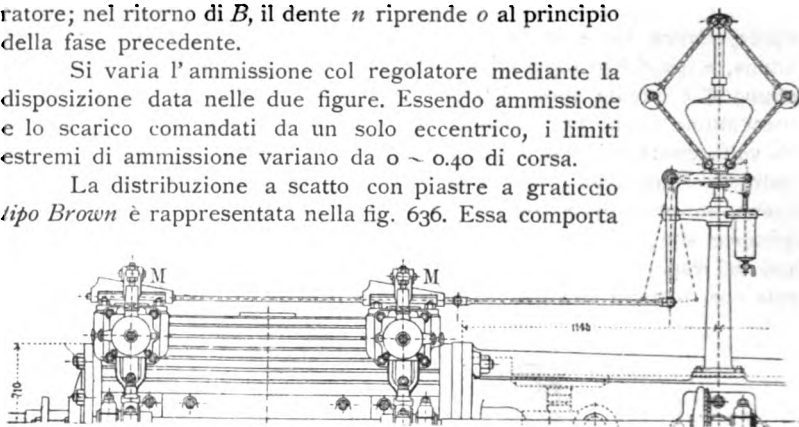 ratore; nel ritorno di B, il dente n riprende o al principio
della fase precedente.
Si varia l'ammissione col regolatore mediante la
disposizione data nelle due figure. Essendo ammissione
e lo scarico comandati da un solo eccentrico, i limiti
estremi di ammissione variano da 0 ~ 0.40 di corsa.
La distribuzione a scatto con piastre a graticcio
tipo Brown è rappresentata nella fig. 636. Essa comporta
M
M
710